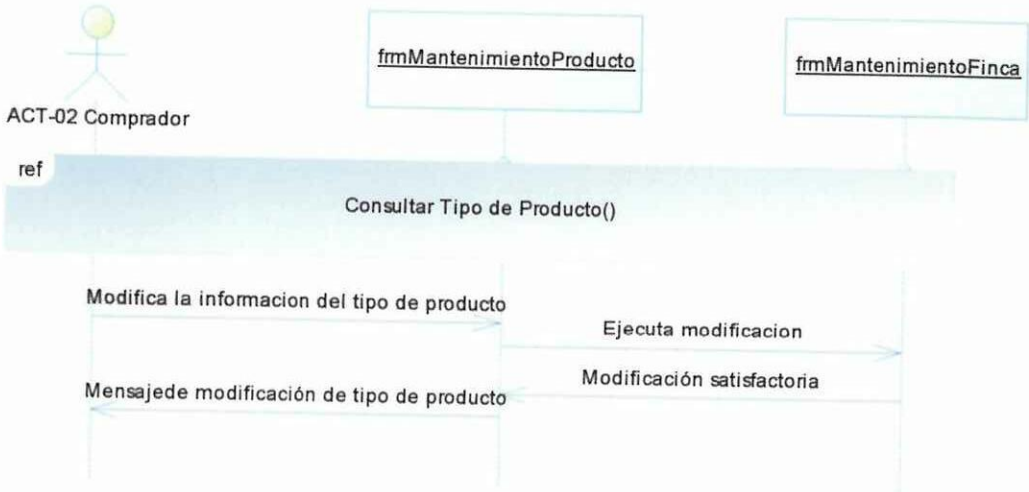 frmMantenimientoProducto
frmMantenimientoFinca
ACT-02 Comprador
ref
Consultar Tipo de Producto()
Modifica la informacion del tipo de producto
Ejecuta modificacion
Modificación satisfactoria
Mensajede modificación de tipo de producto